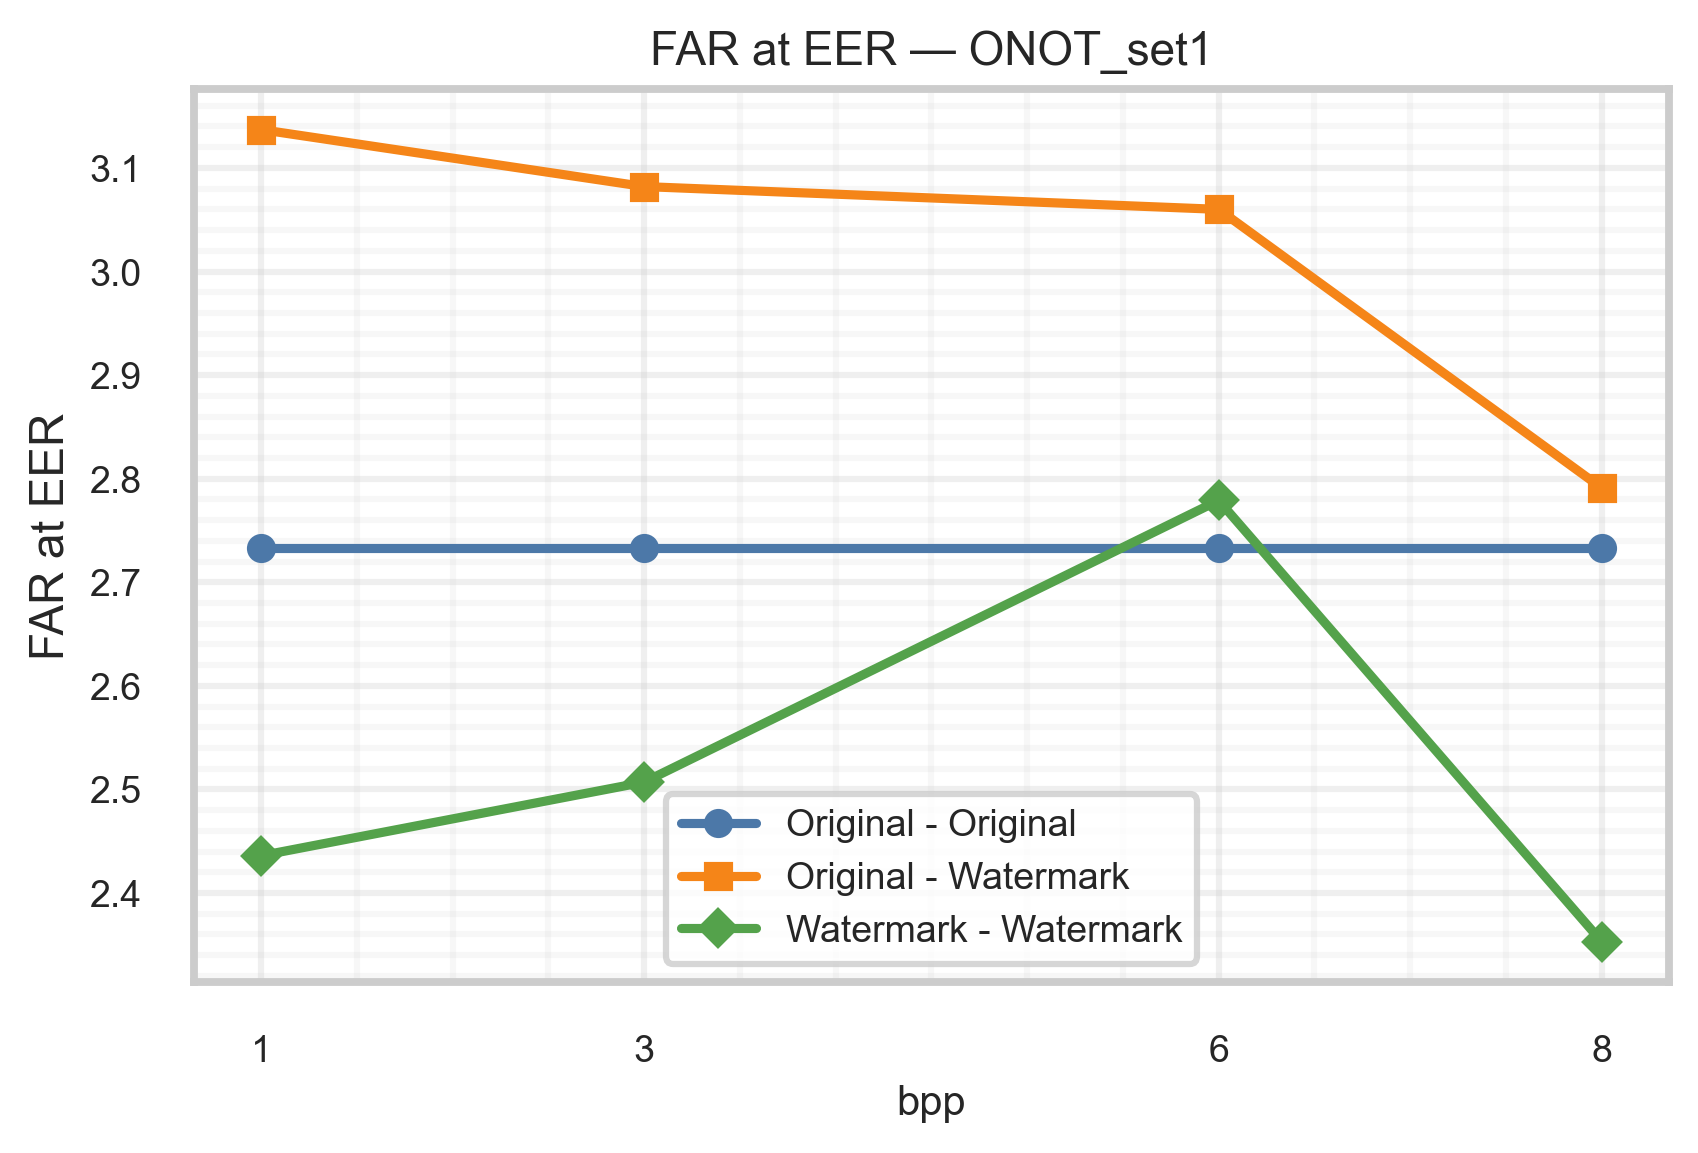 FAR at EER — ONOT_set1
FAR at EER
3.1
3.0
2.9
2.8
2.7
2.6
2.5
2.4
Original - Original
Original - Watermark
Watermark - Watermark
1 3 6 8
bpp